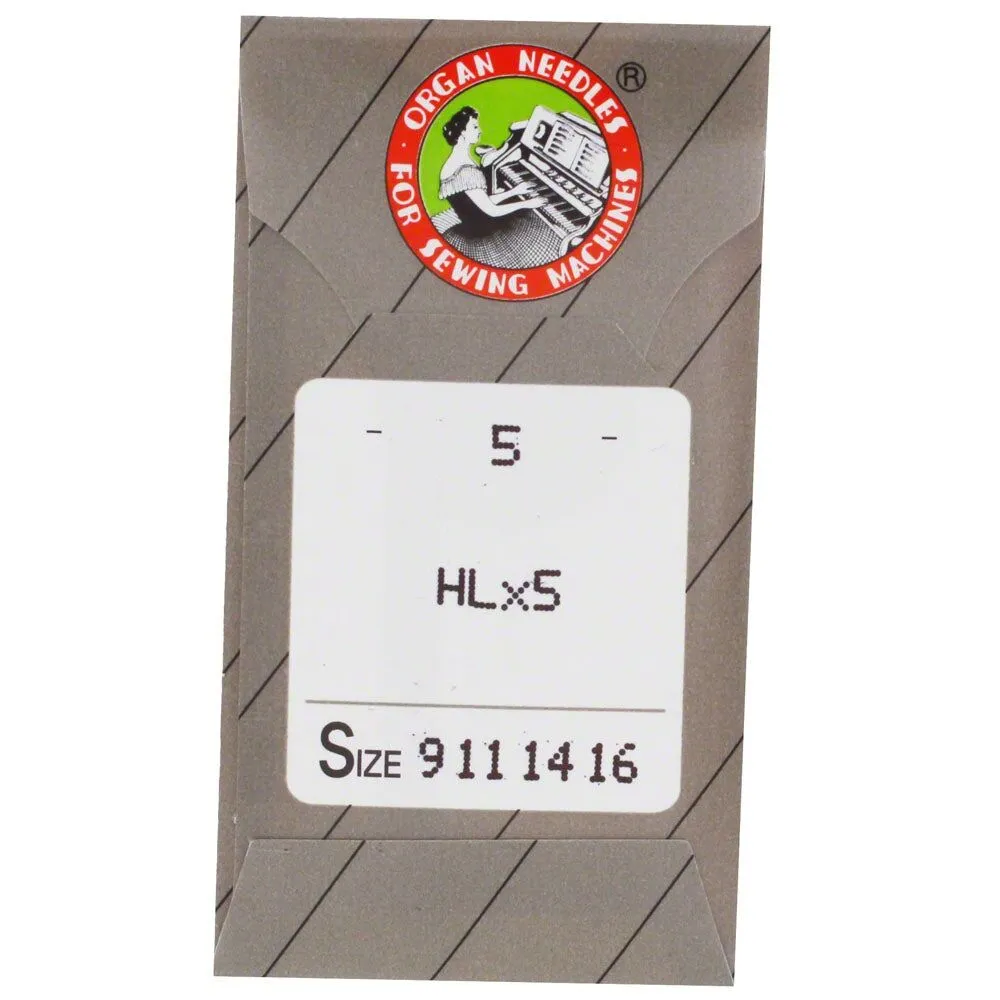 · ORGAN NEEDLES ·
FOR SEWING MACHINES
®
- 5 -
HLx5
SIZE 9 11 14 16